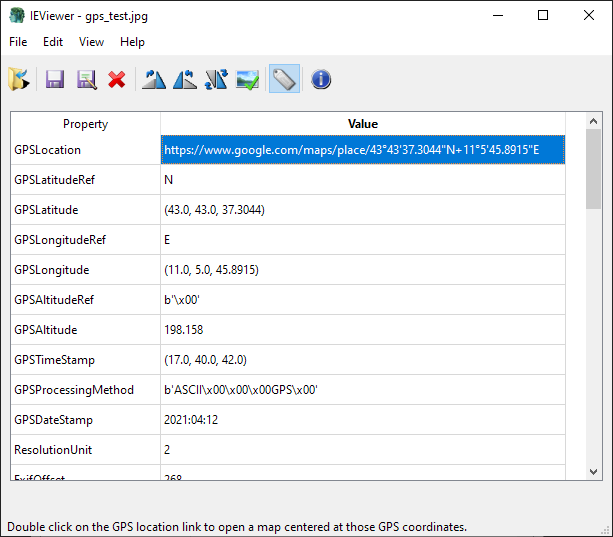 IEViewer - gps_test.jpg
File Edit View Help
Property Value
GPSLocation https://www.google.com/maps/place/43°43'37.3044"N+11°5'45.8915"E
GPSLatitudeRef N
GPSLatitude (43.0, 43.0, 37.3044)
GPSLongitudeRef E
GPSLongitude (11.0, 5.0, 45.8915)
GPSAltitudeRef b'\x00'
GPSAltitude 198.158
GPSTimeStamp (17.0, 40.0, 42.0)
GPSProcessingMethod b'ASCII\x00\x00\x00GPS\x00'
GPSDateStamp 2021:04:12
ResolutionUnit 2
ExifOffset 268
Double click on the GPS location link to open a map centered at those GPS coordinates.